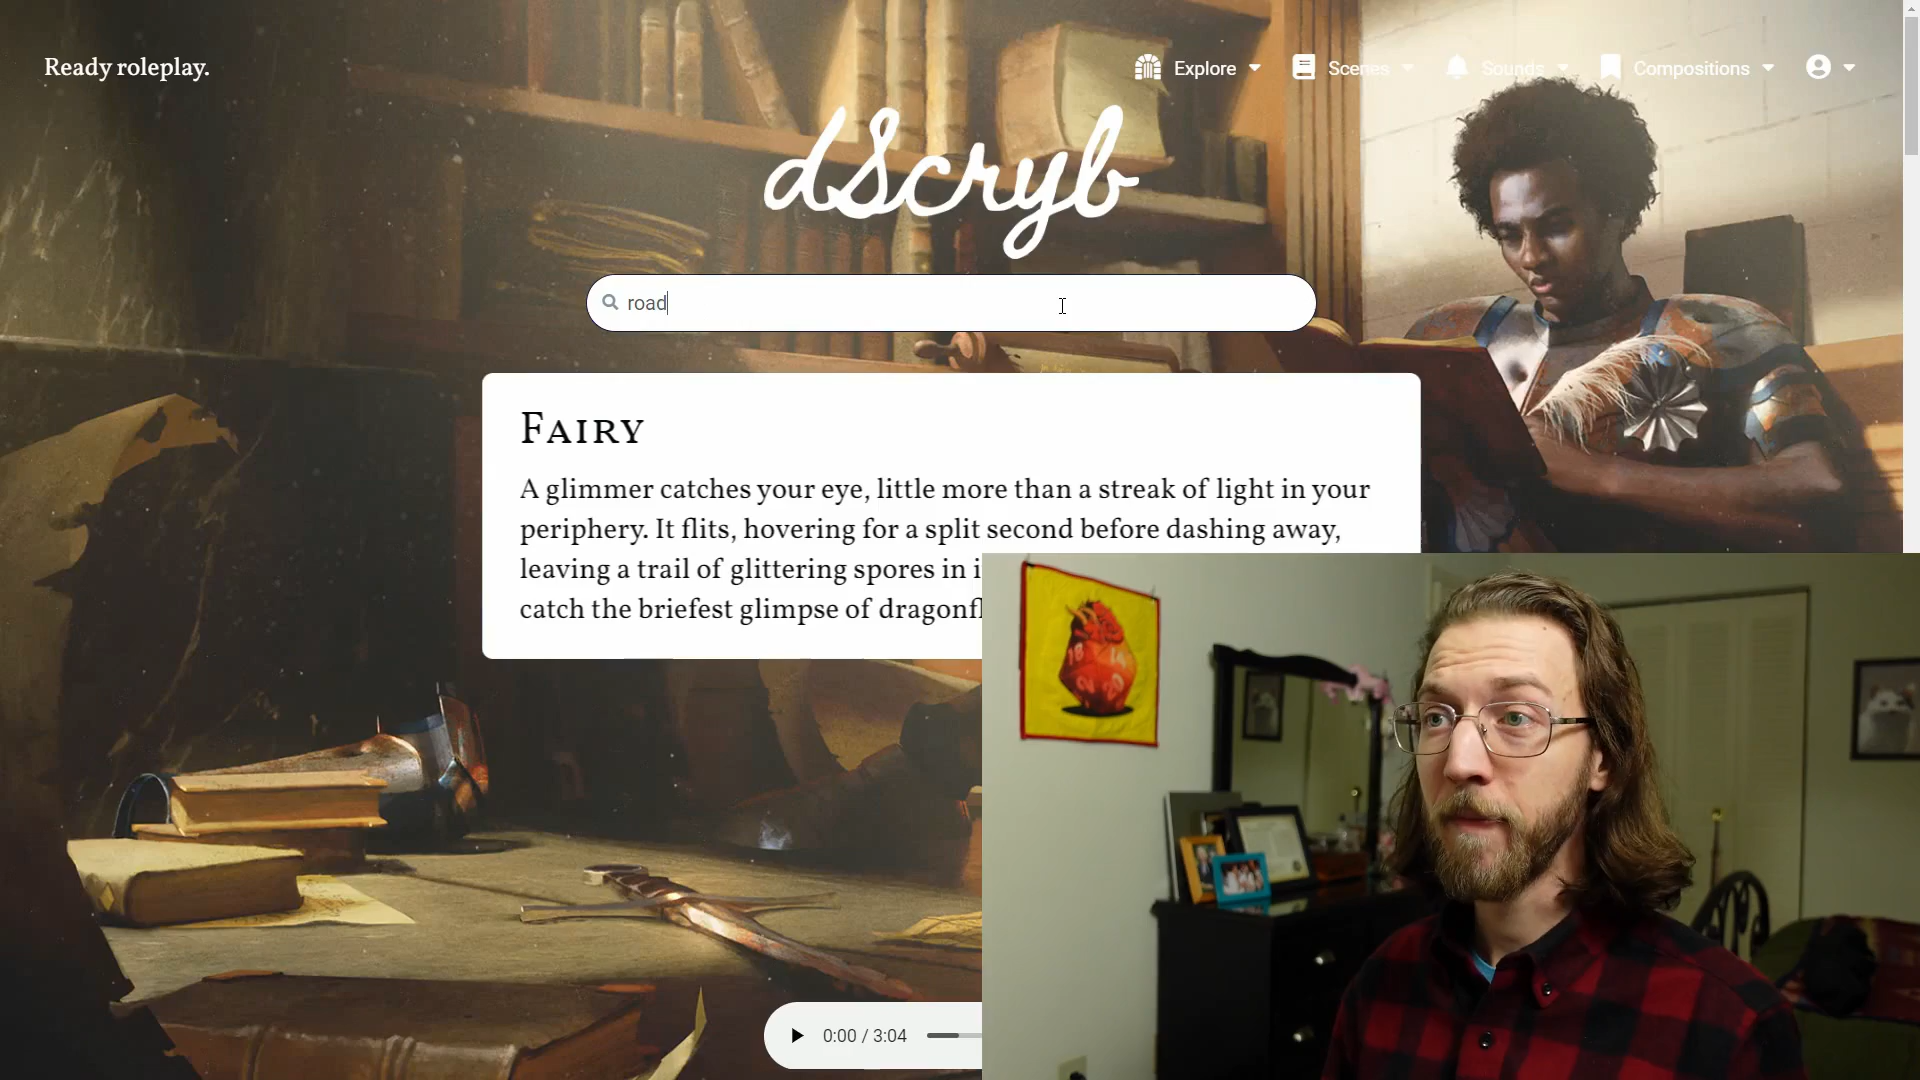 Ready roleplay.
Explore
Scenes
Sounds
Compositions
dScryb
road
FAIRY
A glimmer catches your eye, little more than a streak of light in your
periphery. It flits, hovering for a split second before dashing away,
leaving a trail of glittering spores in i
catch the briefest glimpse of dragonf
0:00 / 3:04